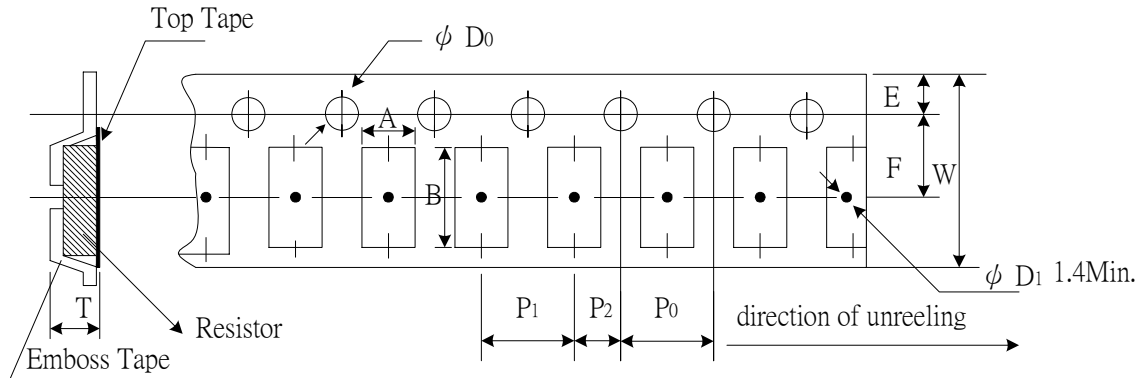 Top Tape
ψ D0
E
A
F
W
B
ψ D1 1.4Min.
T
P1
P2
P0
Resistor
direction of unreeling
Emboss Tape